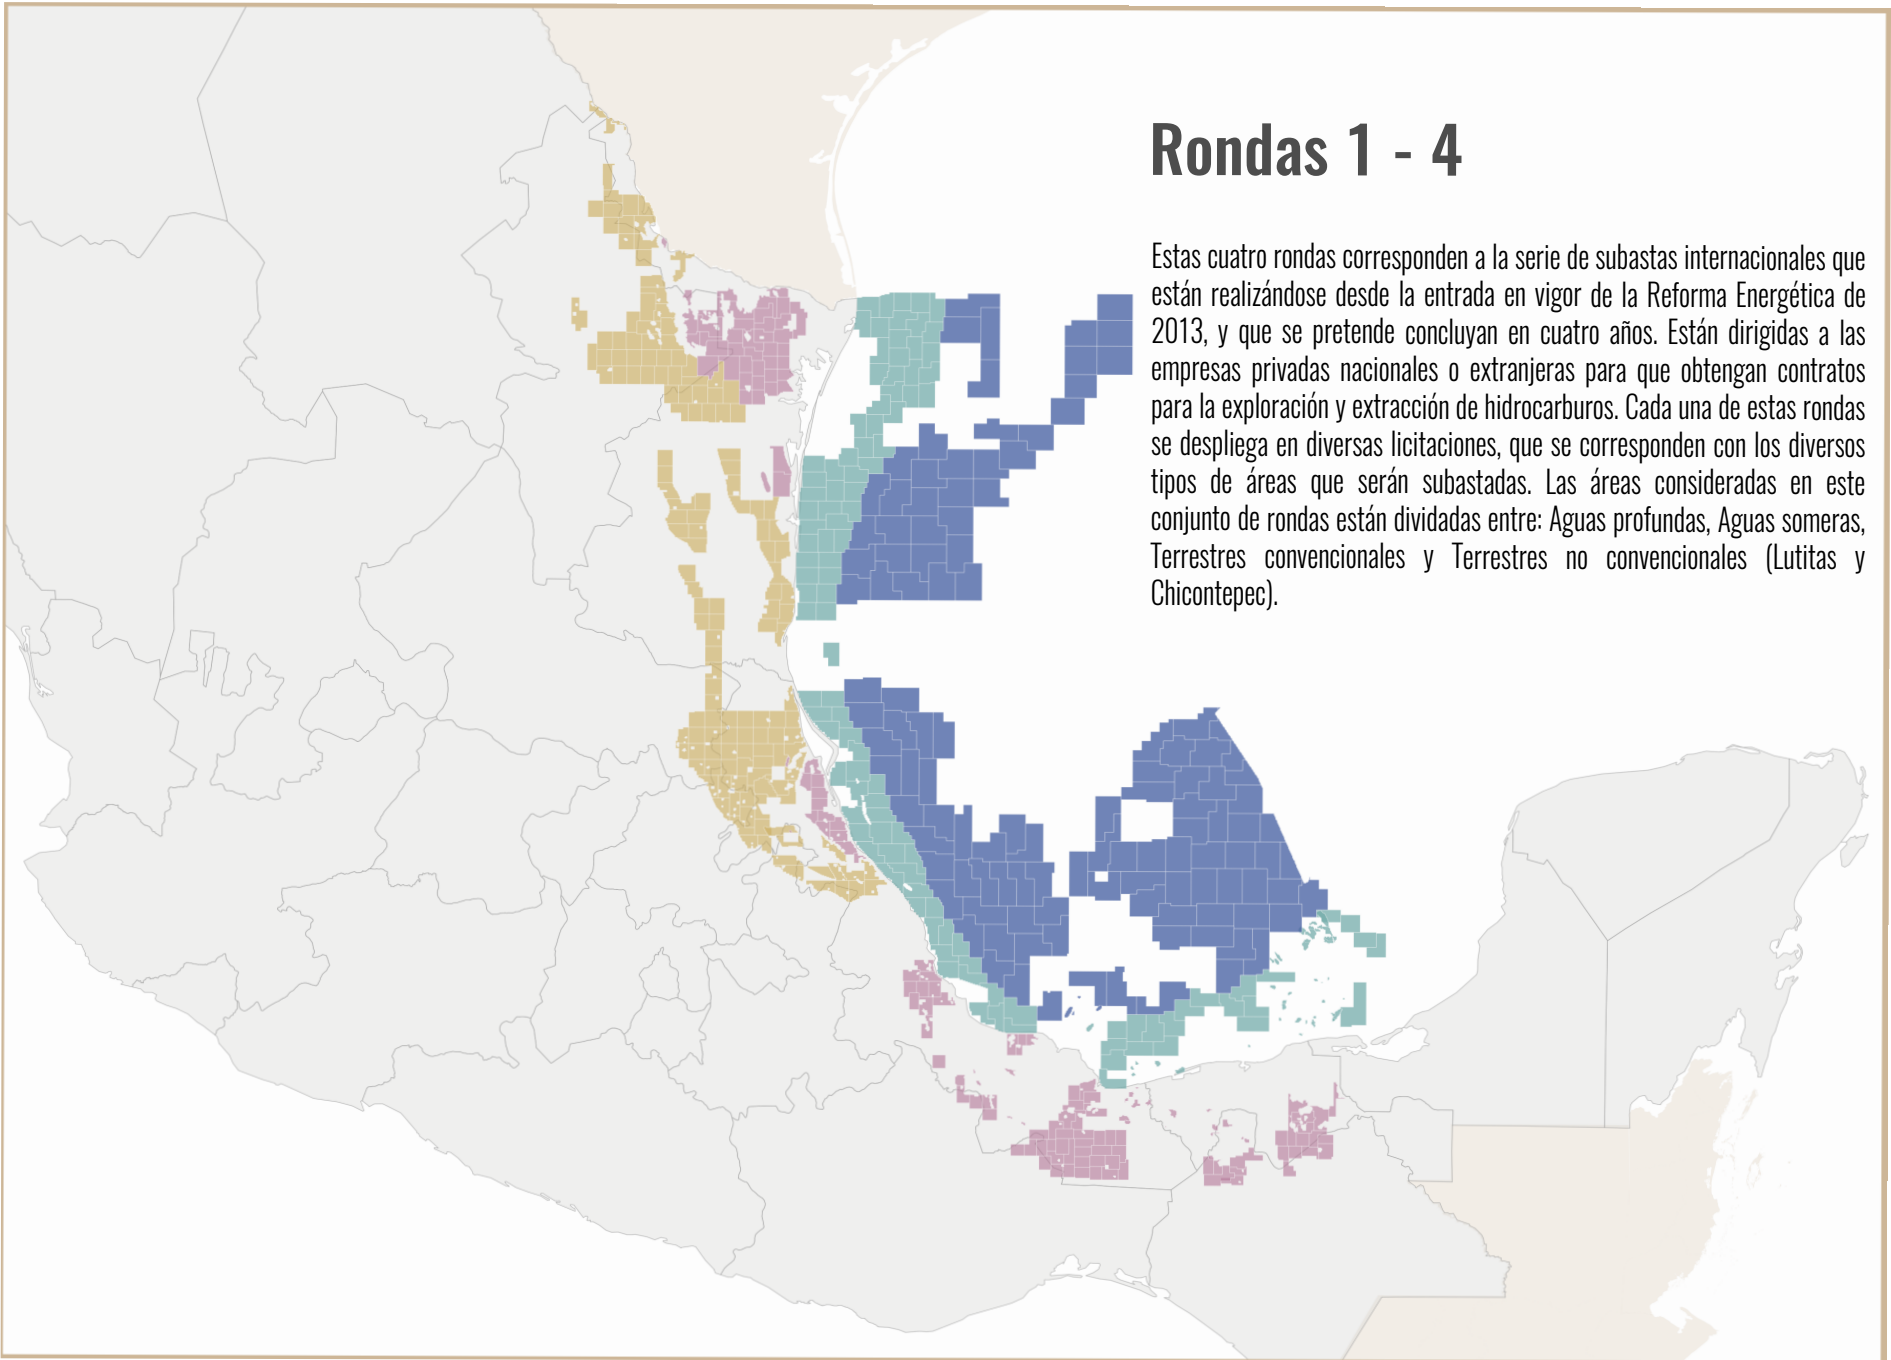 Rondas 1 - 4
Estas cuatro rondas corresponden a la serie de subastas internacionales que
están realizándose desde la entrada en vigor de la Reforma Energética de
2013, y que se pretende concluyan en cuatro años. Están dirigidas a las
empresas privadas nacionales o extranjeras para que obtengan contratos
para la exploración y extracción de hidrocarburos. Cada una de estas rondas
se despliega en diversas licitaciones, que se corresponden con los diversos
tipos de áreas que serán subastadas. Las áreas consideradas en este
conjunto de rondas están dividadas entre: Aguas profundas, Aguas someras,
Terrestres convencionales y Terrestres no convencionales (Lutitas y
Chicontepec).